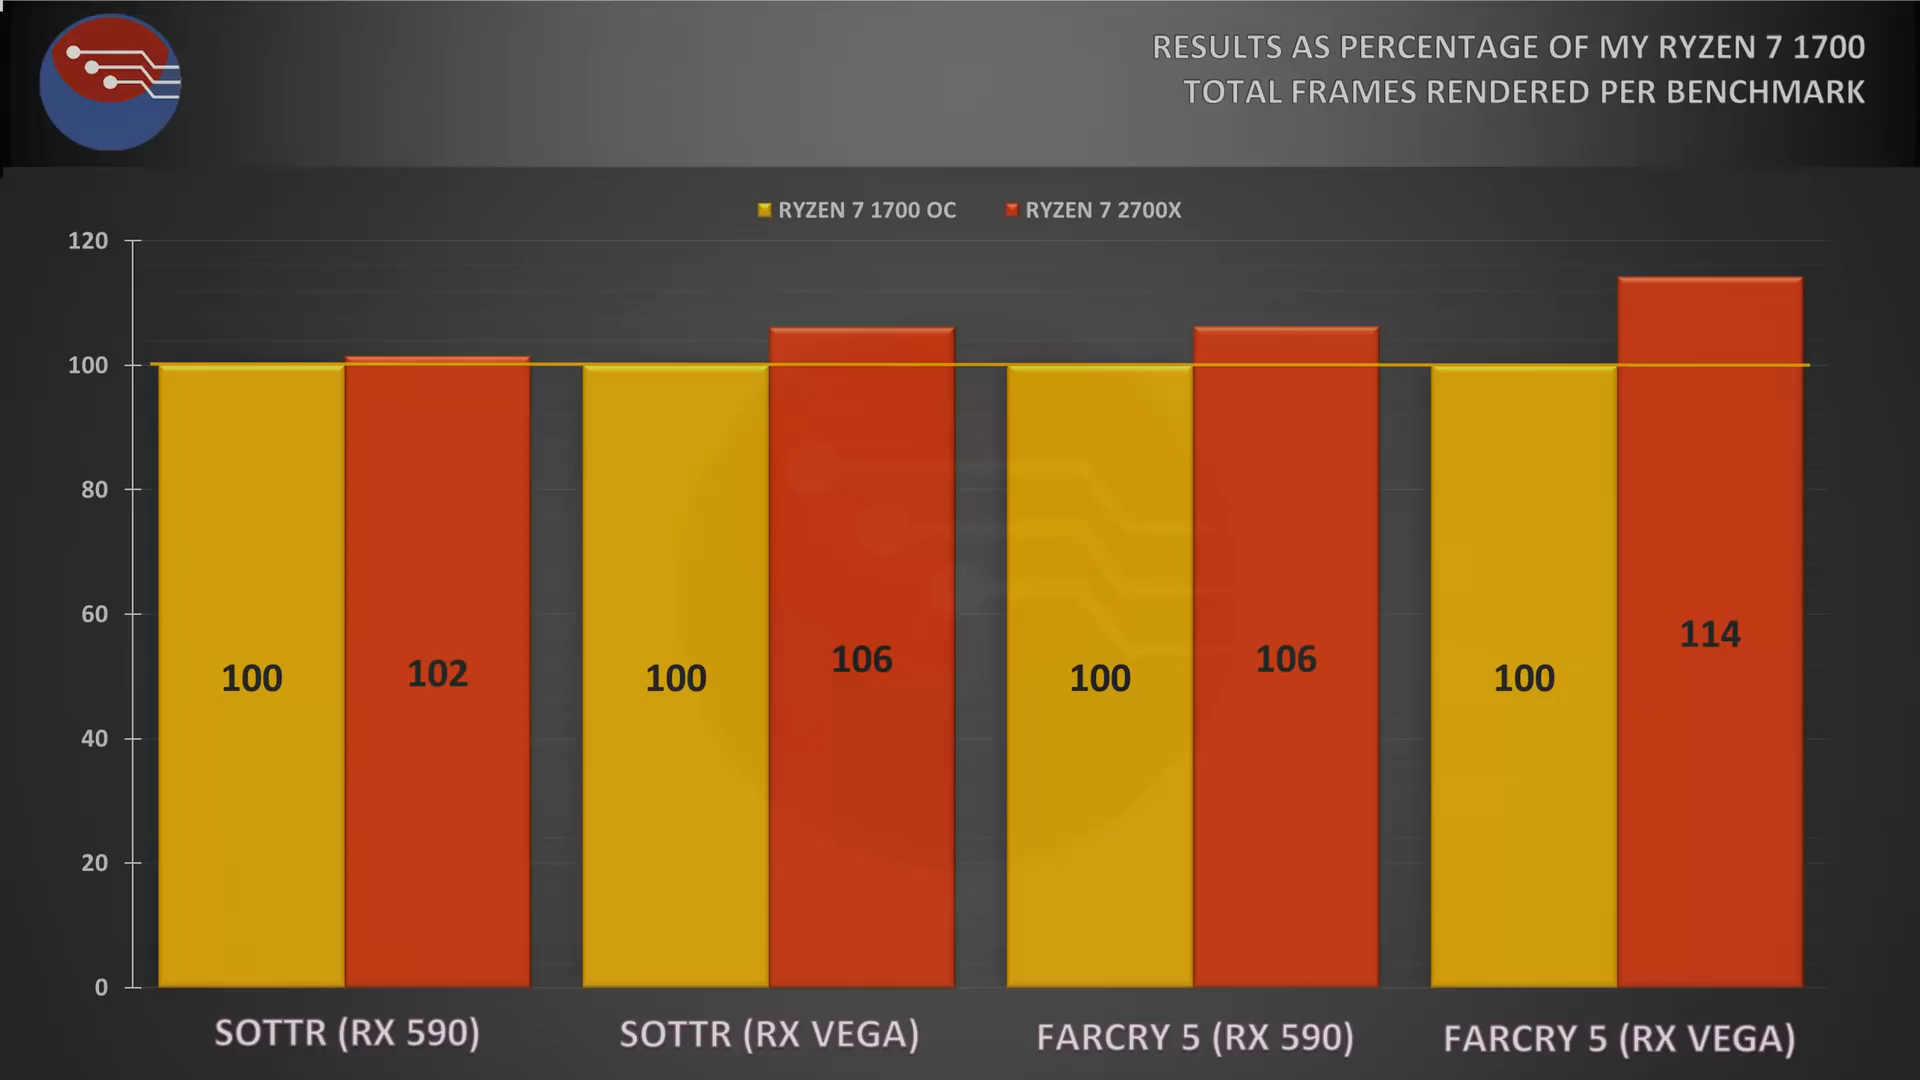 RESULTS AS PERCENTAGE OF MY RYZEN 7 1700
TOTAL FRAMES RENDERED PER BENCHMARK
RYZEN 7 1700 OC RYZEN 7 2700X
120
100
80
60
40
20
0
100 102 100 106 100 106 100 114
SOTTR (RX 590) SOTTR (RX VEGA) FARCRY 5 (RX 590) FARCRY 5 (RX VEGA)